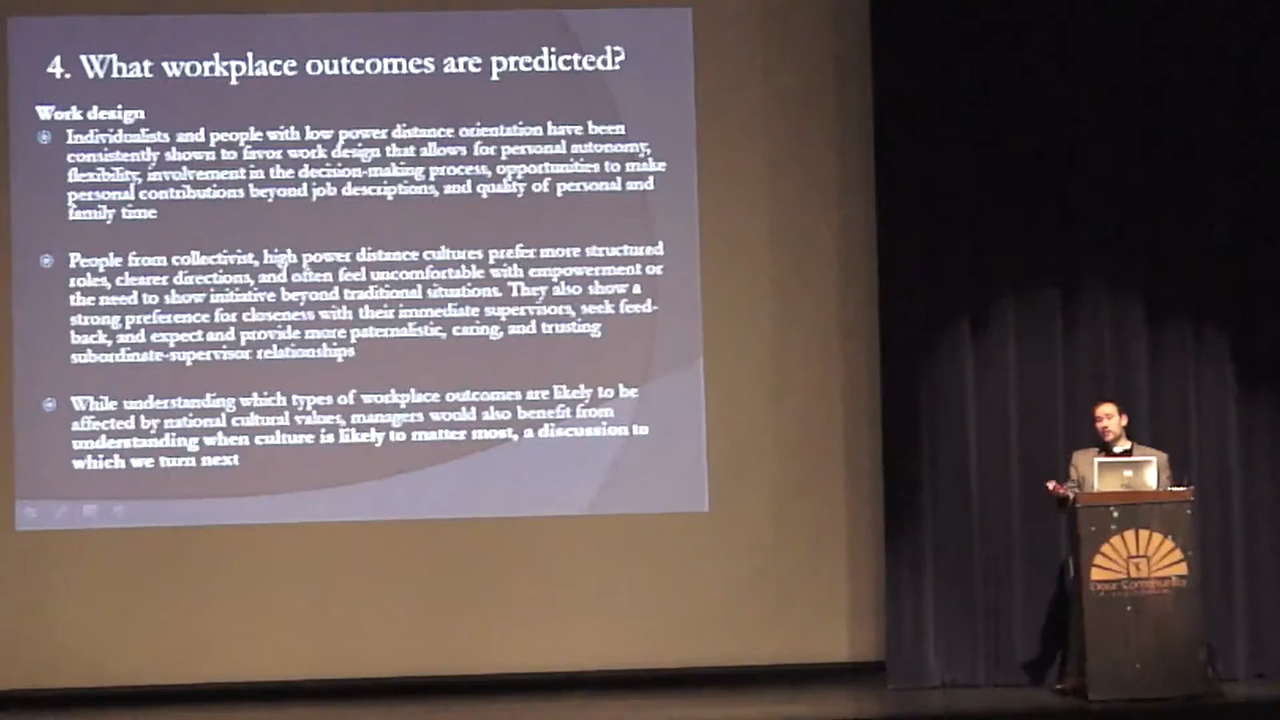 4. What workplace outcomes are predicted?
Work design
Individualists and people with low power distance orientation have been
consistently shown to favor work design that allows for personal autonomy,
flexibility, involvement in the decision-making process, opportunities to make
personal contributions beyond job descriptions, and quality of personal and
family time
People from collectivist, high power distance cultures prefer more structured
roles, clearer directions, and often feel uncomfortable with empowerment or
the need to show initiative beyond traditional situations. They also show a
strong preference for closeness with their immediate supervisors, seek feed-
back, and expect and provide more paternalistic, caring, and trusting
subordinate-supervisor relationships
While understanding which types of workplace outcomes are likely to be
affected by national cultural values, managers would also benefit from
understanding when culture is likely to matter most, a discussion to
which we turn next
Door Community